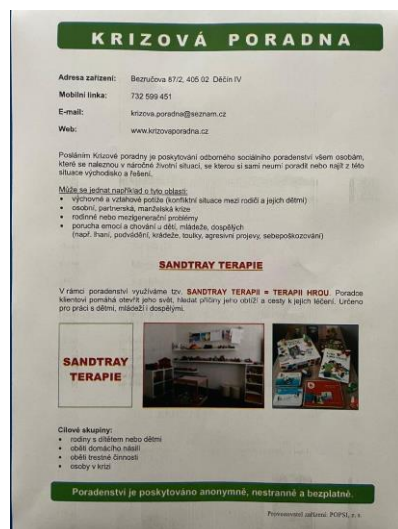 KRIZOVÁ PORADNA
Adresa zařízení: Bezručova 87/2, 405 02 Děčín IV
Mobilní linka: 732 599 451
E-mail: krizova.poradna@seznam.cz
Web: www.krizovaporadna.cz
Posláním Krizové poradny je poskytování odborného sociálního poradenství všem osobám,
které se naleznou v náročné životní situaci, se kterou si sami neumí poradit nebo najít z této
situace východisko a řešení.
Může se jednat například o tyto oblasti:
• výchovné a vztahové potíže (konfliktní situace mezi rodiči a jejich dětmi)
• osobní, partnerská, manželská krize
• rodinné nebo mezigenerační problémy
• porucha emocí a chování u dětí, mládeže, dospělých
(např. lhaní, podvádění, krádeže, toulky, agresivní projevy, sebepoškozování)
SANDTRAY TERAPIE
V rámci poradenství využíváme tzv. SANDTRAY TERAPII = TERAPII HROU. Poradce
klientovi pomáhá otevřít jeho svět, hledat příčiny jeho obtíží a cesty k jejich léčení. Určeno
pro práci s dětmi, mládeží i dospělými.
SANDTRAY
TERAPIE
Cílové skupiny:
• rodiny s dítětem nebo dětmi
• oběti domácího násilí
• oběti trestné činnosti
• osoby v krizi
Poradenství je poskytováno anonymně, nestranně a bezplatně.
Provozovatel zařízení: POPSI, z. s.